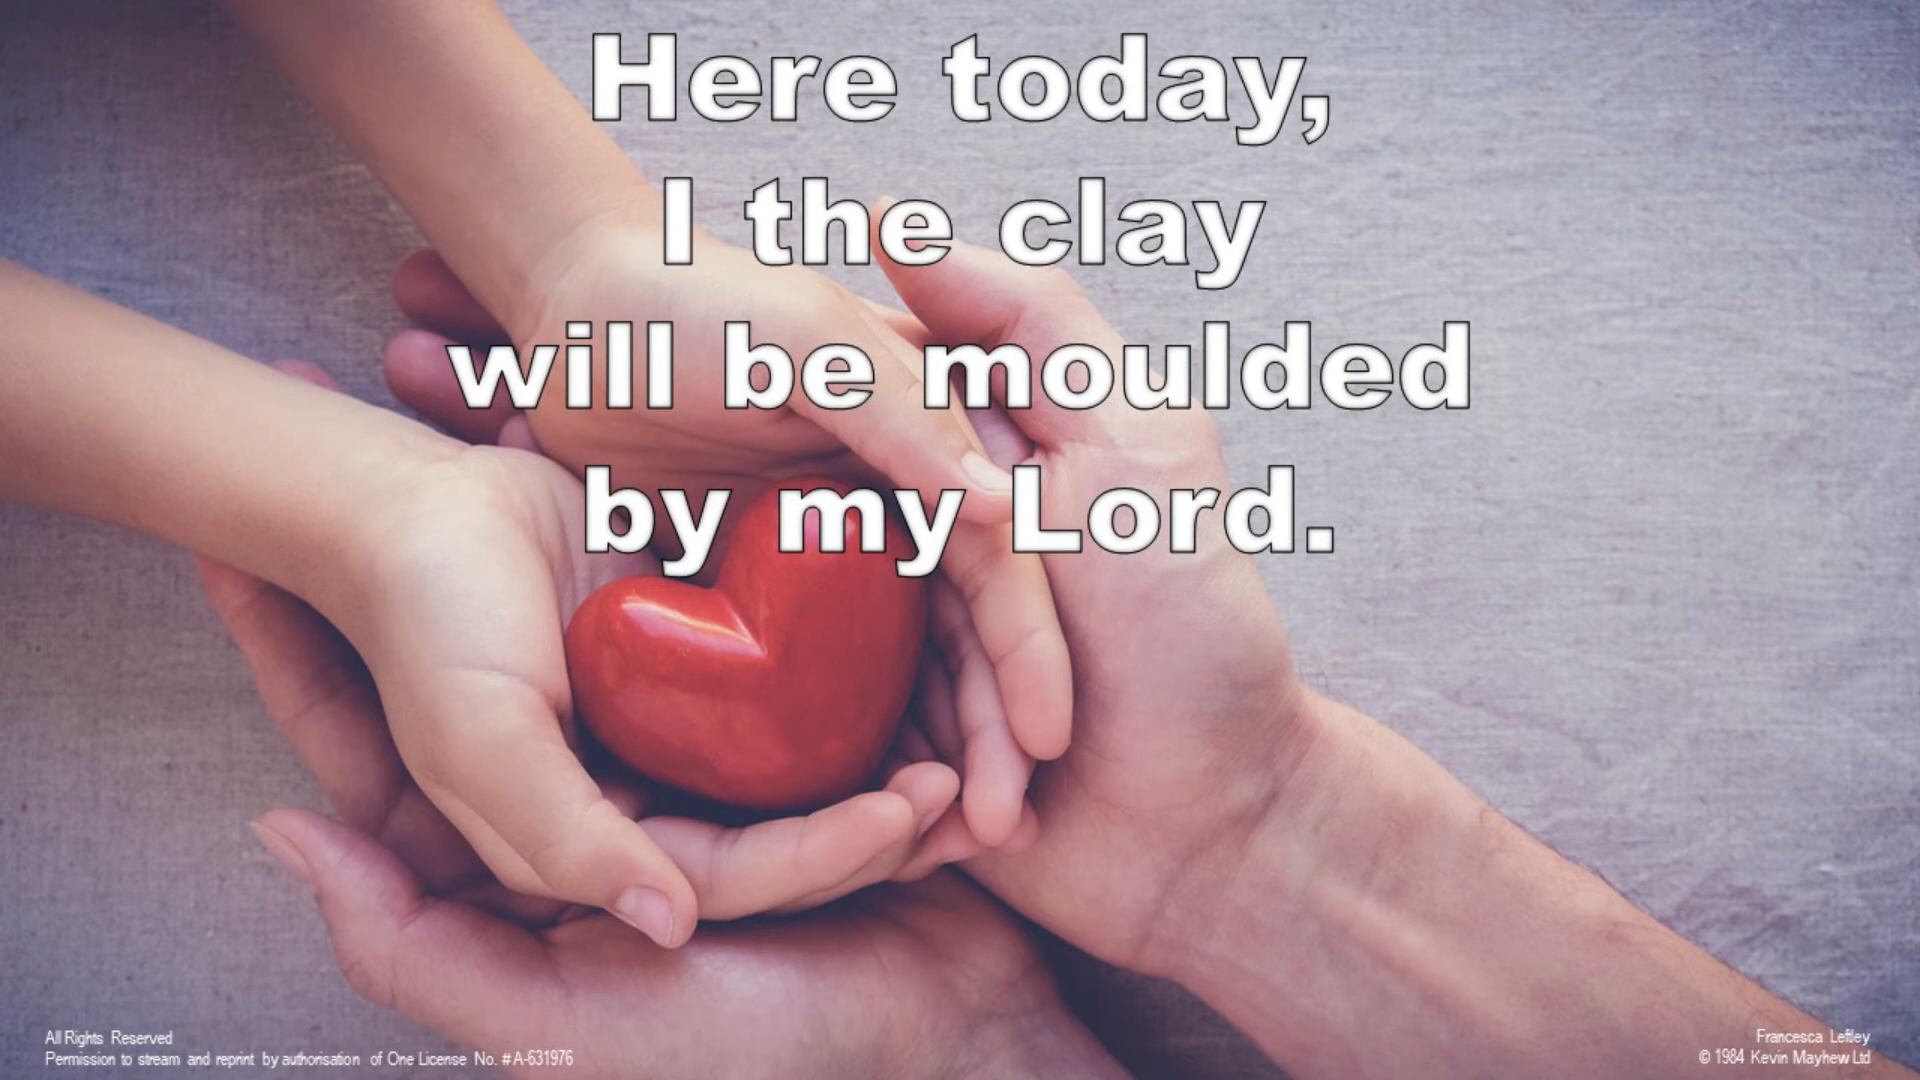 Here today,
I the clay
will be moulded
by my Lord.
All Rights Reserved
Permission to stream and reprint by authorisation of One License No. #A-631976
Francesca Leftley
© 1984 Kevin Mayhew Ltd